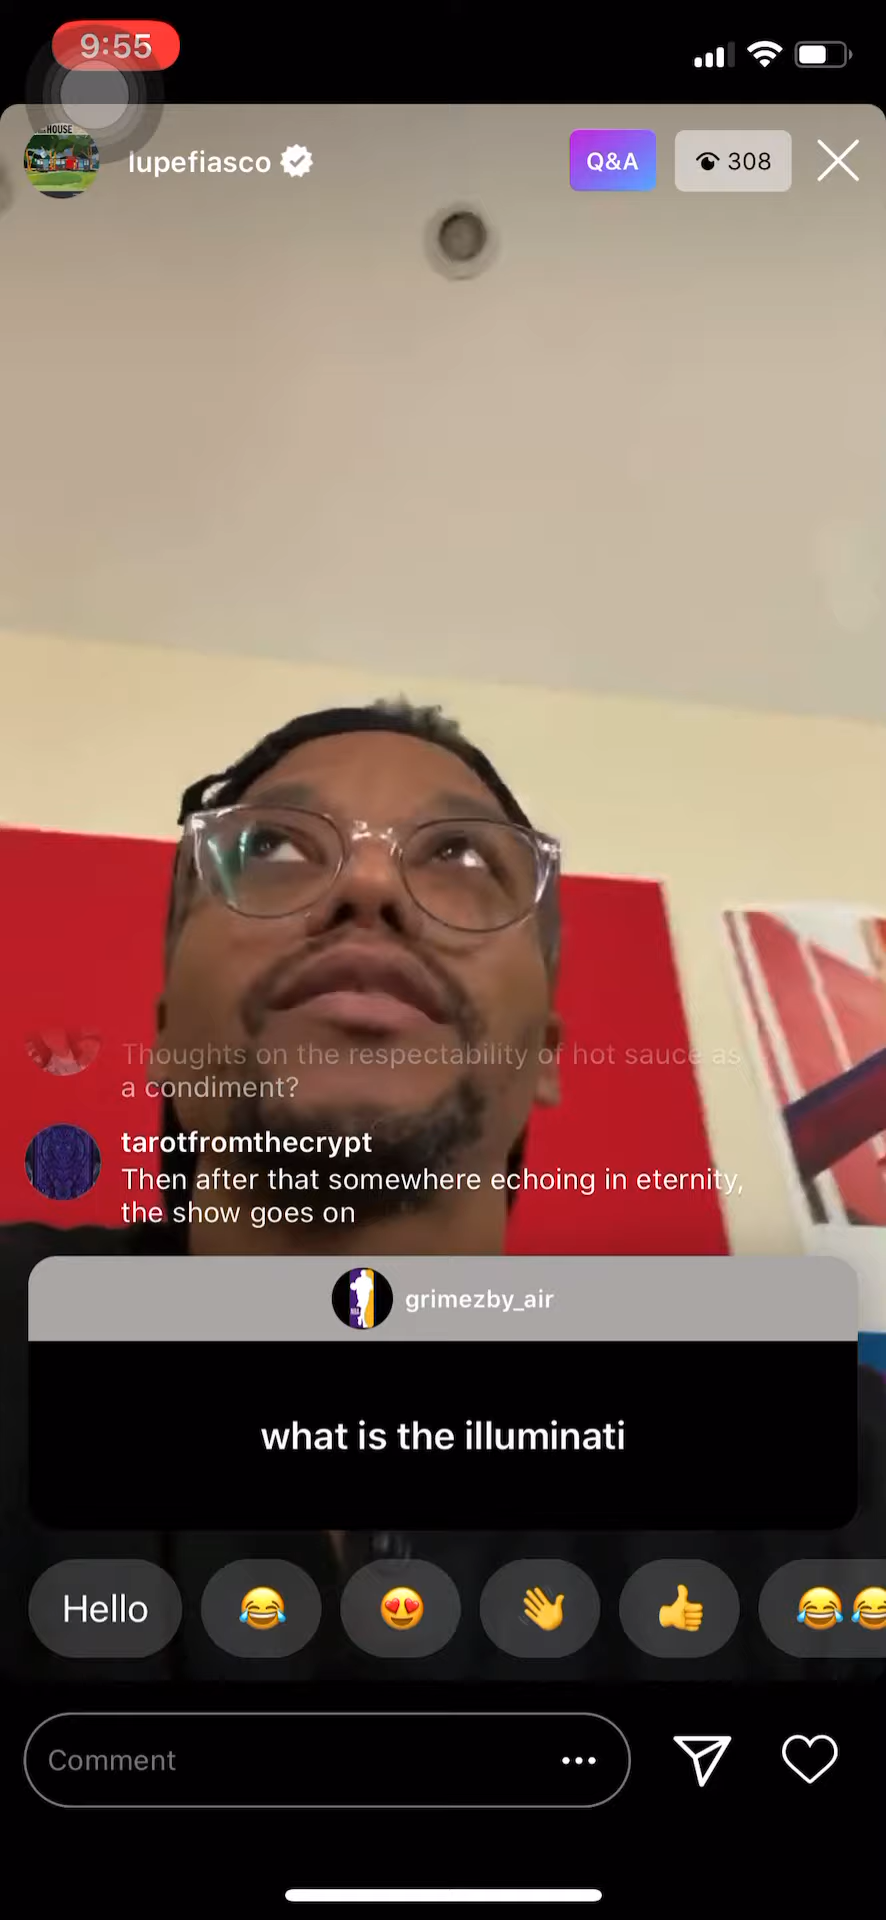 9:55
HOUSE
lupefiasco
Q&A
308
Thoughts on the respectability of hot sauce as
a condiment?
tarotfromthecrypt
Then after that somewhere echoing in eternity,
the show goes on
grimezby_air
what is the illuminati
Hello
Comment